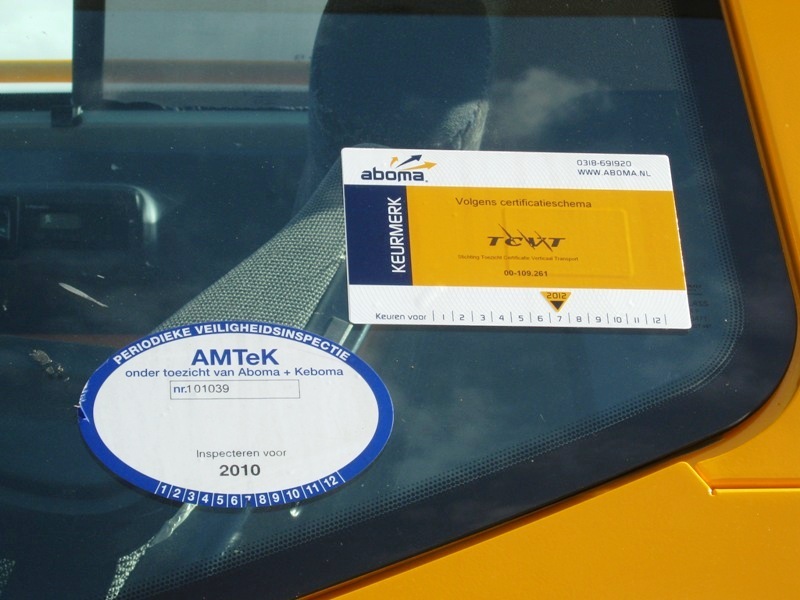 aboma
0318-691920
WWW.ABOMA.NL
KEURMERK
Volgens certificatieschema
TCVT
Stichting Toezicht Certificatie Verticaal Transport
00-109.261
2012
Keuren voor 1 2 3 4 5 6 7 8 9 10 11 12
PERIODIEKE VEILIGHEIDSINSPECTIE
AMTeK
onder toezicht van Aboma + Keboma
nr.101039
Inspecteren voor
2010
1 2 3 4 5 6 8 9 10 11 12